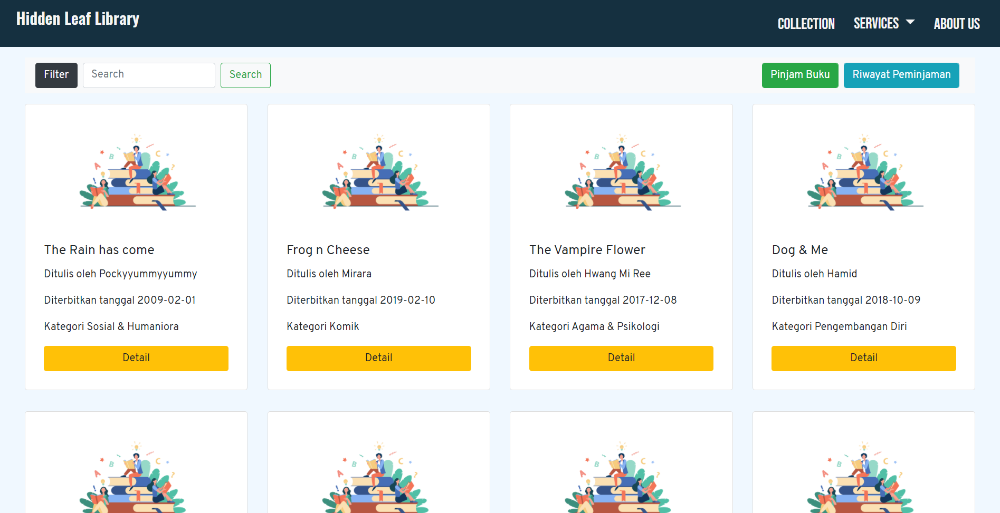 Hidden Leaf Library
COLLECTION SERVICES ABOUT US
Filter Search Search Pinjam Buku Riwayat Peminjaman
The Rain has come
Ditulis oleh Pockyyummyyummy
Diterbitkan tanggal 2009-02-01
Kategori Sosial & Humaniora
Detail
Frog n Cheese
Ditulis oleh Mirara
Diterbitkan tanggal 2019-02-10
Kategori Komik
Detail
The Vampire Flower
Ditulis oleh Hwang Mi Ree
Diterbitkan tanggal 2017-12-08
Kategori Agama & Psikologi
Detail
Dog & Me
Ditulis oleh Hamid
Diterbitkan tanggal 2018-10-09
Kategori Pengembangan Diri
Detail